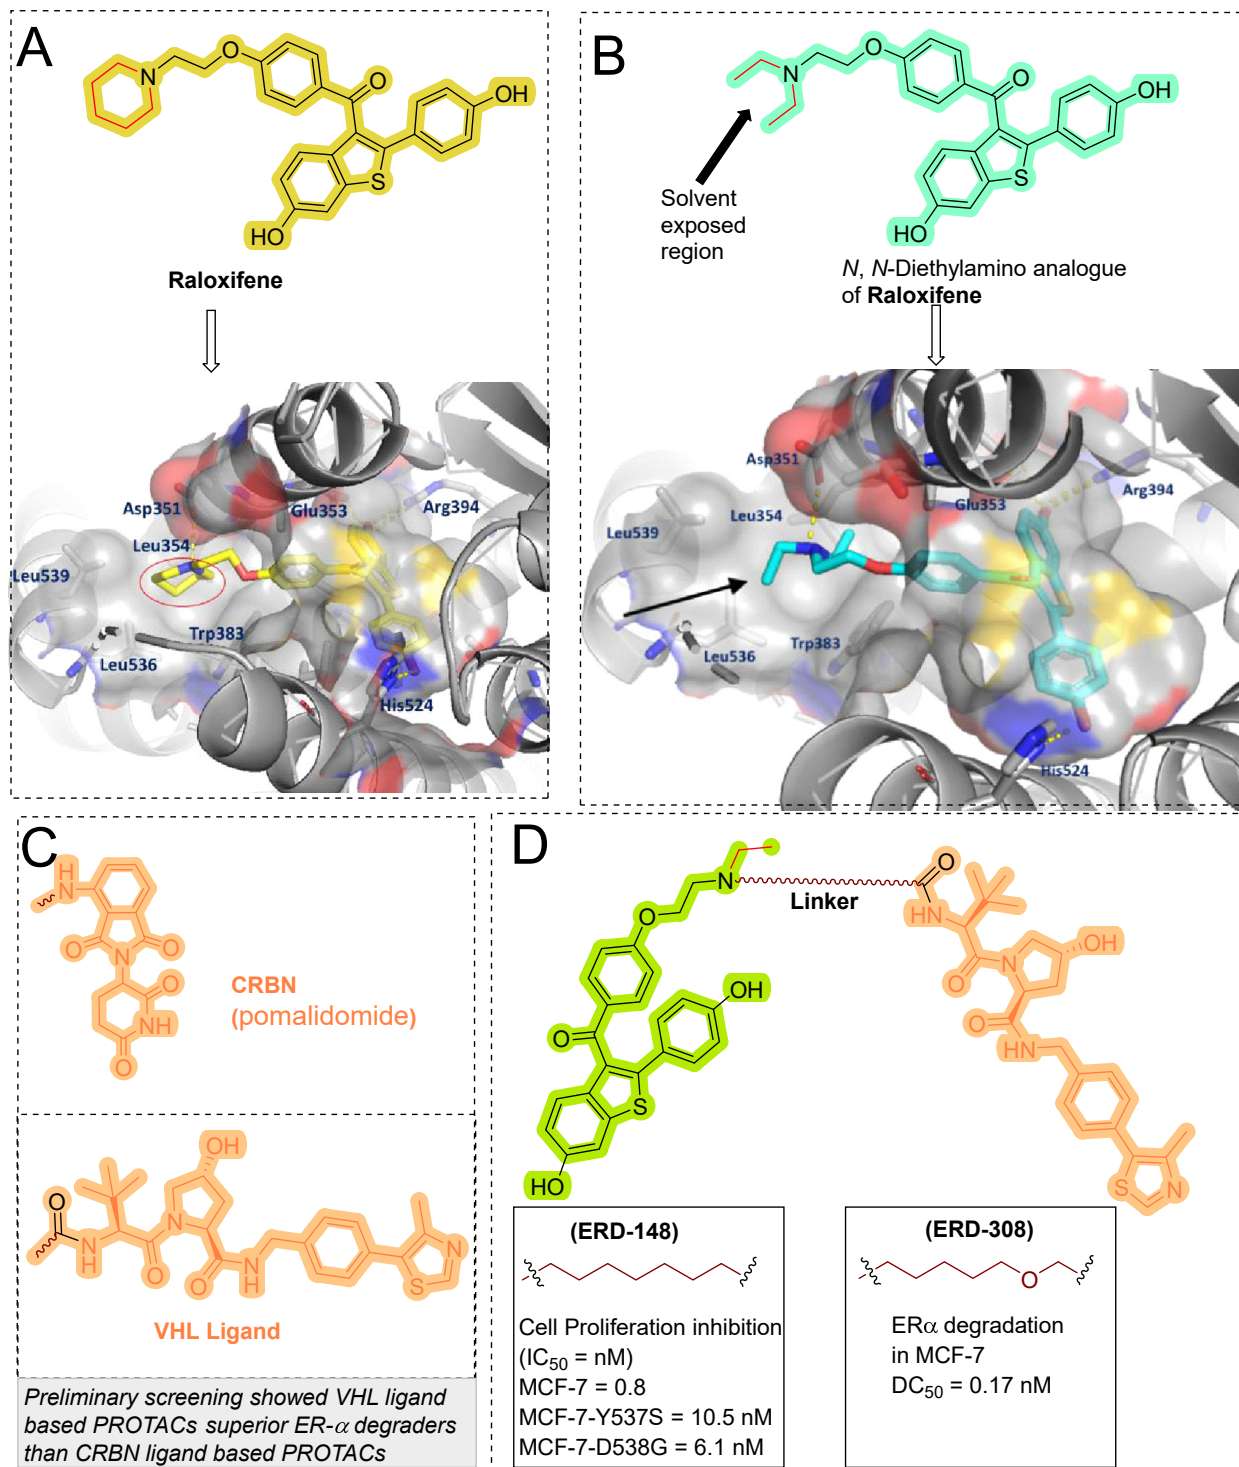 A
N
O
O
OH
S
HO
Raloxifene
Asp351
Glu353
Arg394
Leu354
Leu539
Trp383
Leu536
His524
B
N
O
O
OH
S
HO
Solvent
exposed
region
N, N-Diethylamino analogue
of Raloxifene
Asp351
Glu353
Arg394
Leu354
Leu539
Trp383
Leu536
His524
C
H
N
O
O
N
O
NH
O
CRBN
(pomalidomide)
OH
O
N
N
H
O
O
N
H
S
N
VHL Ligand
Preliminary screening showed VHL ligand
based PROTACs superior ER-α degraders
than CRBN ligand based PROTACs
D
N
Linker
O
O
OH
O
S
HO
HN
OH
N
O
O
HN
S
N
(ERD-148)
Cell Proliferation inhibition
(IC50 = nM)
MCF-7 = 0.8
MCF-7-Y537S = 10.5 nM
MCF-7-D538G = 6.1 nM
(ERD-308)
O
ERα degradation
in MCF-7
DC50 = 0.17 nM